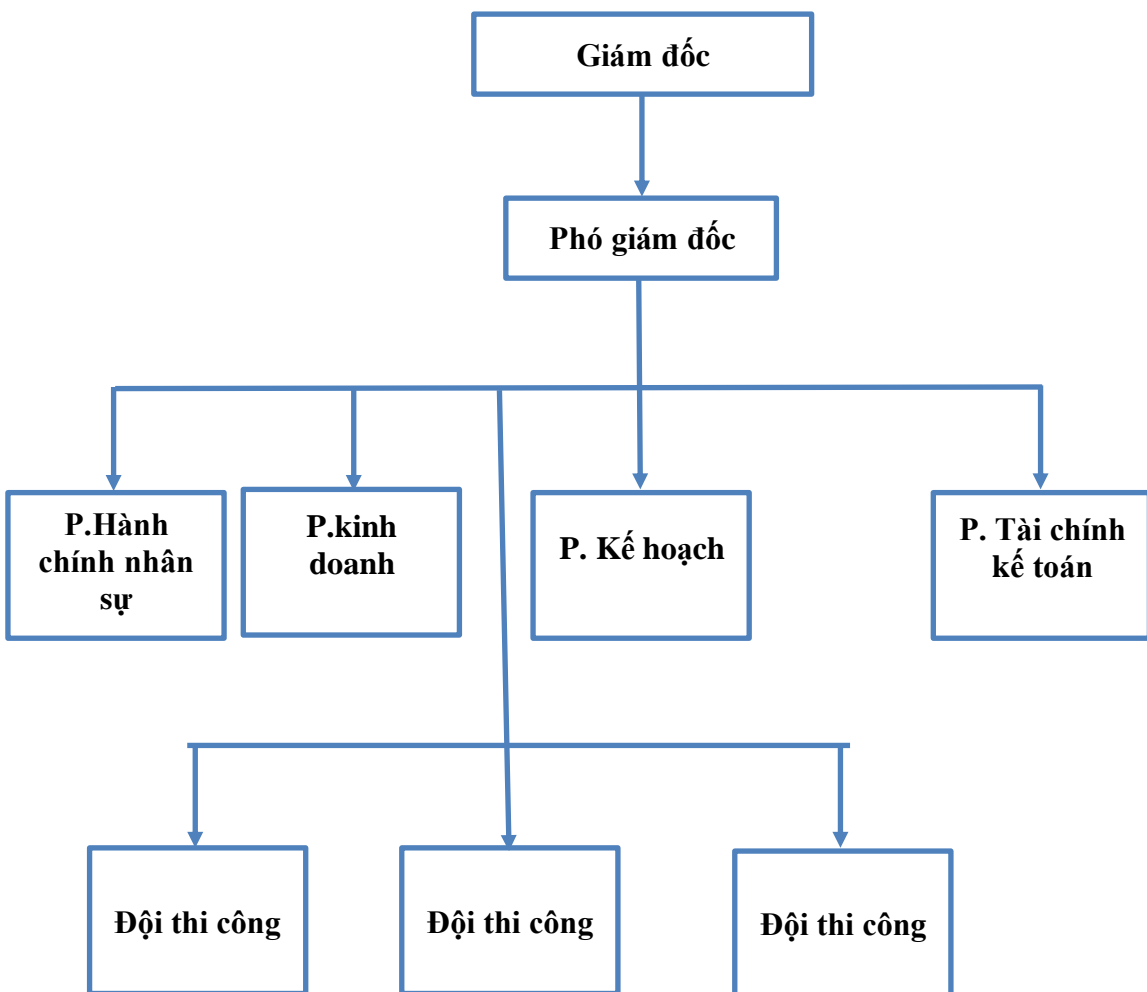 Giám đốc
Phó giám đốc
P.Hành
chính nhân
sự
P.kinh
doanh
P. Kế hoạch
P. Tài chính
kế toán
Đội thi công
Đội thi công
Đội thi công